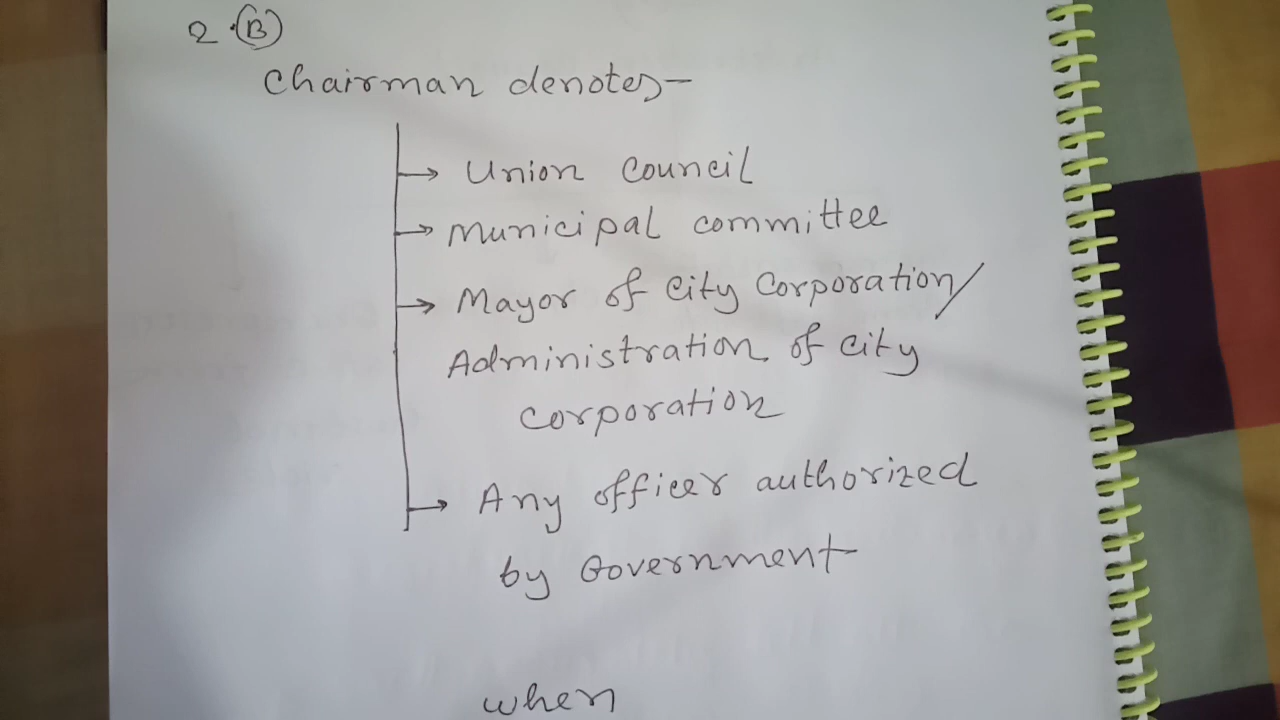 2.(B)
Chairman denotes-
→ Union Council
→ Municipal committee
→ Mayor of City Corporation/
Administration of city
corporation
→ Any officer authorized
by Government
when